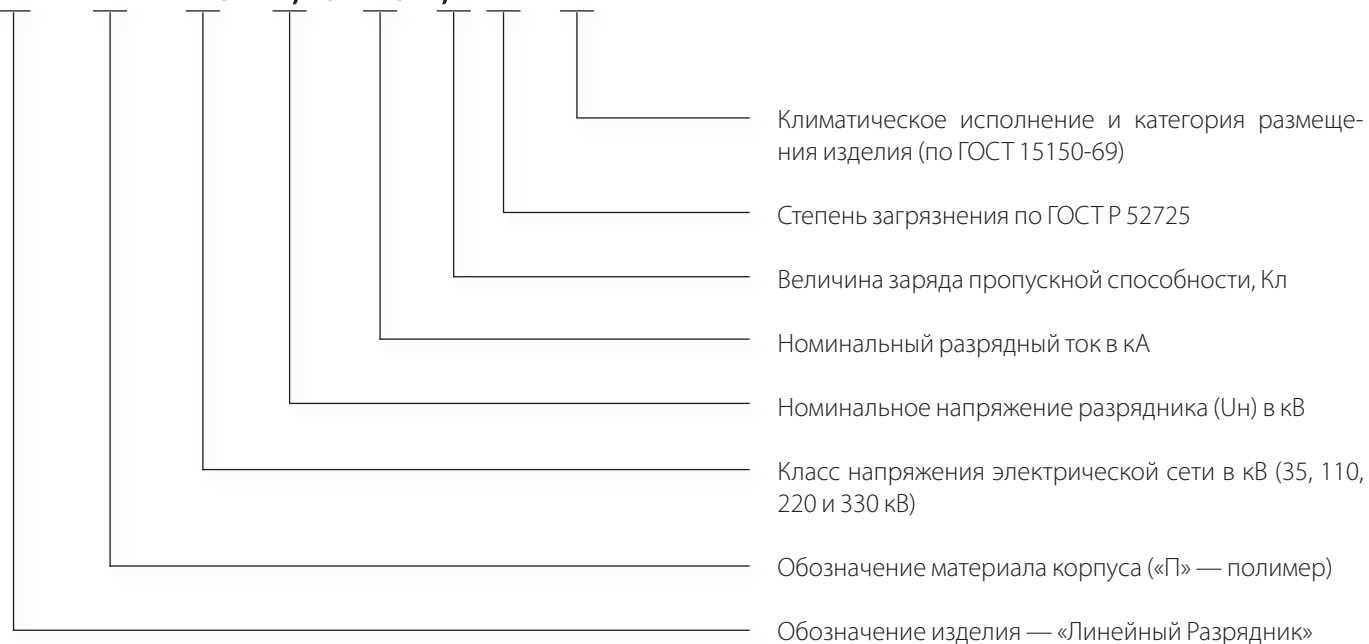 Климатическое исполнение и категория размеще-
ния изделия (по ГОСТ 15150-69)
Степень загрязнения по ГОСТ Р 52725
Величина заряда пропускной способности, Кл
Номинальный разрядный ток в кА
Номинальное напряжение разрядника (Uн) в кВ
Класс напряжения электрической сети в кВ (35, 110,
220 и 330 кВ)
Обозначение материала корпуса («П» — полимер)
Обозначение изделия — «Линейный Разрядник»